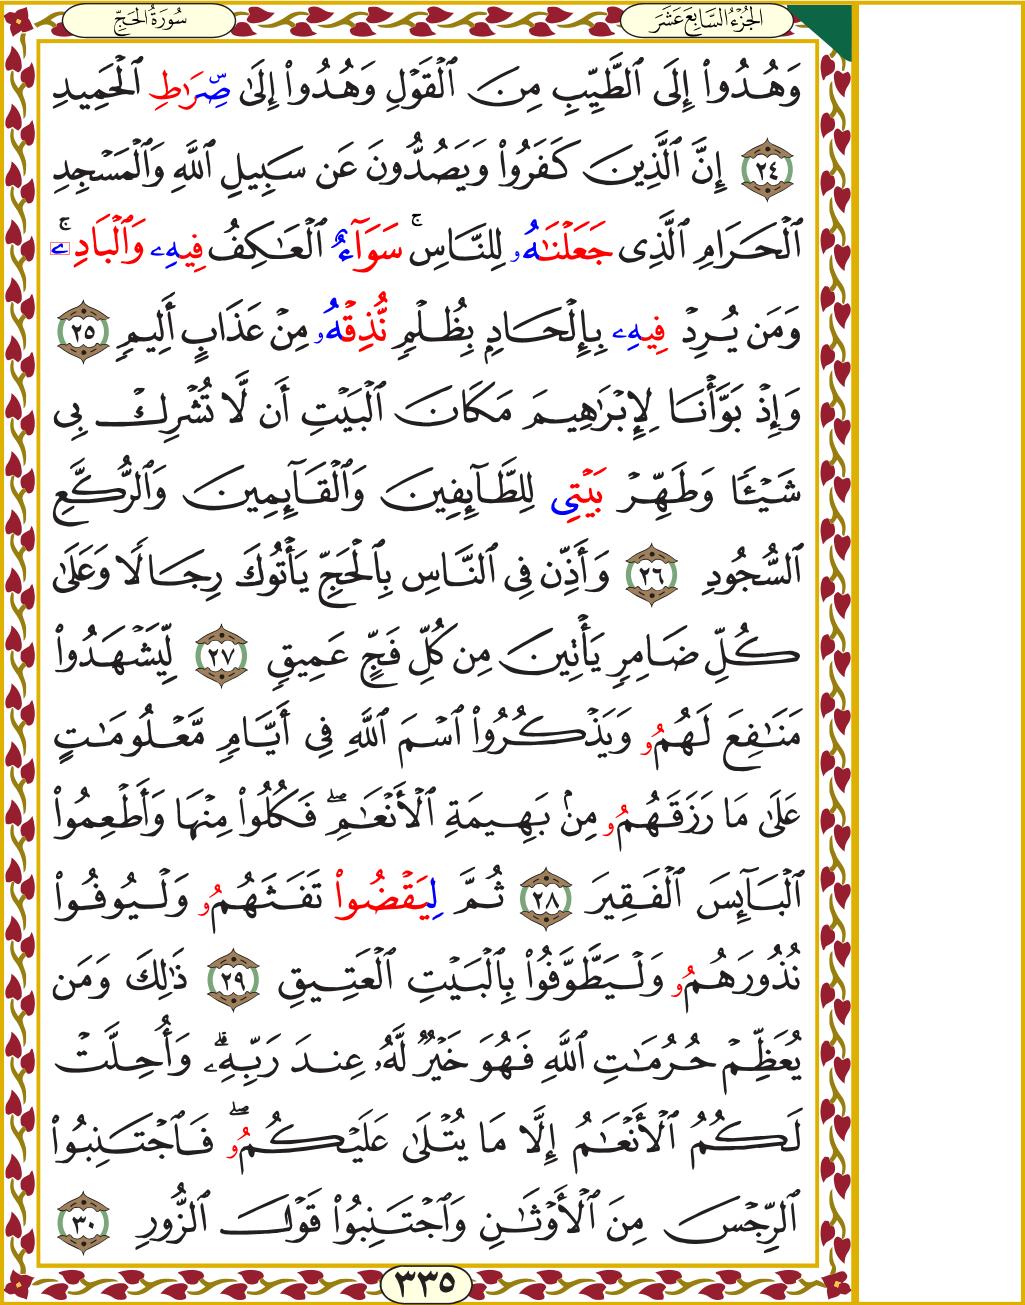 الجُزْءُ السَّابِعَ عَشَرَ
سُورَةُ الحَجِّ
وَهُدُوٓا۟ إِلَى ٱلطَّيِّبِ مِنَ ٱلْقَوْلِ وَهُدُوٓا۟ إِلَىٰ صِرَٰطِ ٱلْحَمِيدِ
٢٤ إِنَّ ٱلَّذِينَ كَفَرُوا۟ وَيَصُدُّونَ عَن سَبِيلِ ٱللَّهِ وَٱلْمَسْجِدِ
ٱلْحَرَامِ ٱلَّذِى جَعَلْنَٰهُۥ لِلنَّاسِ ۚ سَوَآءٌ ٱلْعَٰكِفُ فِيهِۦ وَٱلْبَادِۦ ۚ
وَمَن يُرِدْ فِيهِۦ بِإِلْحَادٍۭ بِظُلْمٍۢ نُّذِقْهُۥ مِنْ عَذَابٍ أَلِيمٍۢ ٢٥
وَإِذْ بَوَّأْنَا لِإِبْرَٰهِيمَ مَكَانَ ٱلْبَيْتِ أَن لَّا تُشْرِكْ بِى
شَيْـًۭٔا وَطَهِّرْ بَيْتِى لِلطَّآئِفِينَ وَٱلْقَآئِمِينَ وَٱلرُّكَّعِ
ٱلسُّجُودِ ٢٦ وَأَذِّن فِى ٱلنَّاسِ بِٱلْحَجِّ يَأْتُوكَ رِجَالًۭا وَعَلَىٰ
كُلِّ ضَامِرٍۢ يَأْتِينَ مِن كُلِّ فَجٍّ عَمِيقٍۢ ٢٧ لِّيَشْهَدُوا۟
مَنَٰفِعَ لَهُمُۥ وَيَذْكُرُوا۟ ٱسْمَ ٱللَّهِ فِىٓ أَيَّامٍۢ مَّعْلُومَٰتٍ
عَلَىٰ مَا رَزَقَهُمُۥ مِنۢ بَهِيمَةِ ٱلْأَنْعَٰمِ ۖ فَكُلُوا۟ مِنْهَا وَأَطْعِمُوا۟
ٱلْبَآئِسَ ٱلْفَقِيرَ ٢٨ ثُمَّ لِيَقْضُوا۟ تَفَثَهُمُۥ وَلْيُوفُوا۟
نُذُورَهُمُۥ وَلْيَطَّوَّفُوا۟ بِٱلْبَيْتِ ٱلْعَتِيقِ ٢٩ ذَٰلِكَ وَمَن
يُعَظِّمْ حُرُمَٰتِ ٱللَّهِ فَهُوَ خَيْرٌۭ لَّهُۥ عِندَ رَبِّهِۦ ۗ وَأُحِلَّتْ
لَكُمُ ٱلْأَنْعَٰمُ إِلَّا مَا يُتْلَىٰ عَلَيْكُمُۥ ۖ فَٱجْتَنِبُوا۟
ٱلرِّجْسَ مِنَ ٱلْأَوْثَٰنِ وَٱجْتَنِبُوا۟ قَوْلَ ٱلزُّورِ ٣٠
٣٣٥